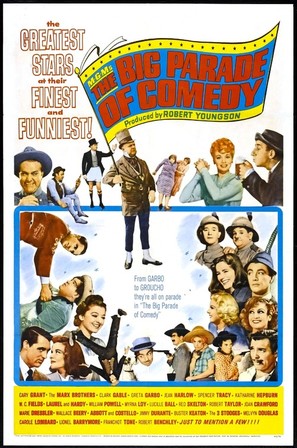 the
GREATEST
STARS
at their
FINEST
and
FUNNIEST!
M-G-M's
THE BIG PARADE
OF COMEDY
Produced by ROBERT YOUNGSON
From GARBO
to GROUCHO
they're all on parade
in "The Big Parade
of Comedy"
CARY GRANT · The MARX BROTHERS · CLARK GABLE · GRETA GARBO · JEAN HARLOW · SPENCER TRACY · KATHARINE HEPBURN
W. C. FIELDS · LAUREL and HARDY · WILLIAM POWELL · MYRNA LOY · LUCILLE BALL · RED SKELTON · ROBERT TAYLOR · JOAN CRAWFORD
MARIE DRESSLER · WALLACE BEERY · ABBOTT and COSTELLO · JIMMY DURANTE · BUSTER KEATON · The 3 STOOGES · MELVYN DOUGLAS
CAROLE LOMBARD · LIONEL BARRYMORE · FRANCHOT TONE · ROBERT BENCHLEY · JUST TO MENTION A FEW!!!!